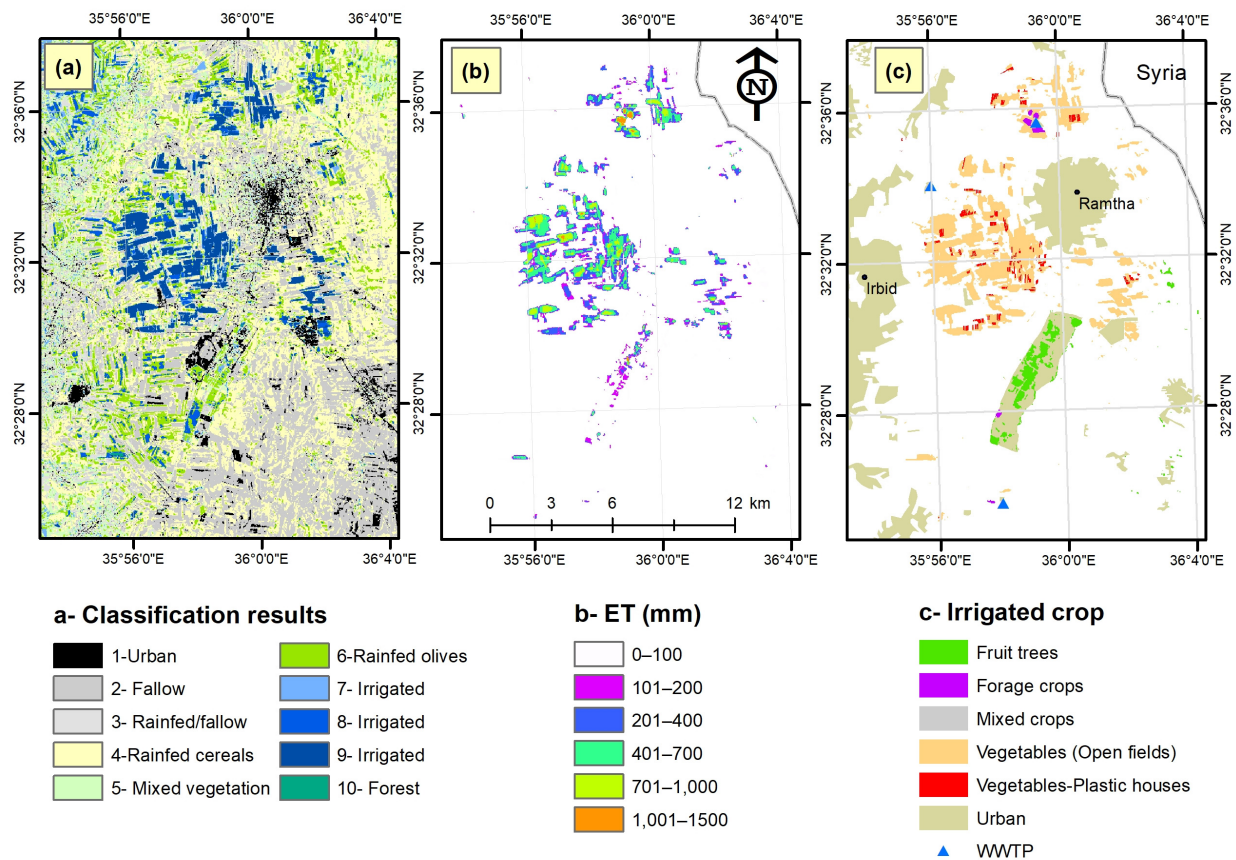 35°56'0"E 36°0'0"E 36°4'0"E
35°56'0"E 36°0'0"E
35°56'0"E 36°0'0"E 36°4'0"E
(a)
(b)
(c)
N
Syria
32°36'0"N
32°32'0"N
32°28'0"N
32°36'0"N
32°32'0"N
32°28'0"N
32°36'0"N
32°32'0"N
32°28'0"N
32°36'0"N
32°32'0"N
32°28'0"N
Ramtha
Irbid
0 3 6 12 km
35°56'0"E 36°0'0"E 36°4'0"E
35°56'0"E 36°0'0"E 36°4'0"E
35°56'0"E 36°0'0"E 36°4'0"E
a- Classification results
1-Urban
2- Fallow
3- Rainfed/fallow
4-Rainfed cereals
5- Mixed vegetation
6-Rainfed olives
7- Irrigated
8- Irrigated
9- Irrigated
10- Forest
b- ET (mm)
0–100
101–200
201–400
401–700
701–1,000
1,001–1500
c- Irrigated crop
Fruit trees
Forage crops
Mixed crops
Vegetables (Open fields)
Vegetables-Plastic houses
Urban
WWTP